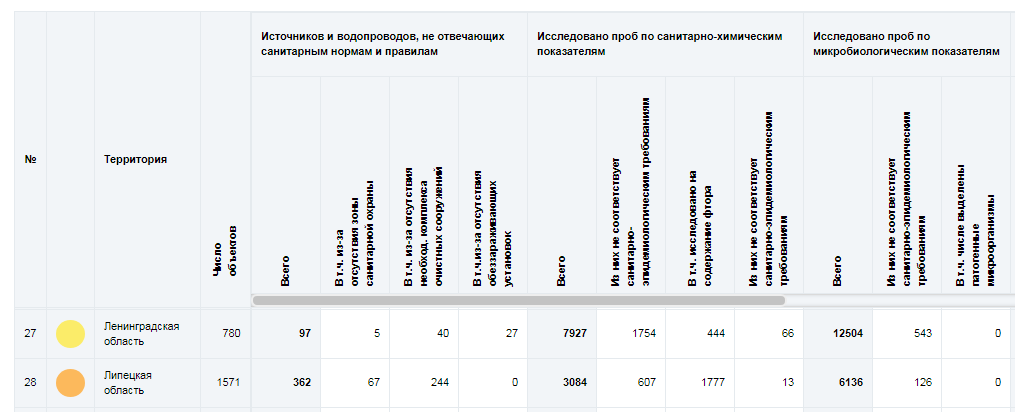 Источников и водопроводов, не отвечающих
санитарным нормам и правилам
Исследовано проб по санитарно-химическим
показателям
Исследовано проб по
микробиологическим показателям
№
Территория
Число
объектов
Всего
В т.ч. из-за
отсутствия зоны
санитарной охраны
В т.ч. из-за отсутствия
необход. комплекса
очистных сооружений
В т.ч.из-за отсутствия
обеззараживающих
установок
Всего
Из них не соответствует
санитарно-
эпидемиологическим требованиям
В т.ч. исследовано на
содержание фтора
Из них не соответствует
санитарно-эпидемиологическим
требованиям
Всего
Из них не соответствует
санитарно-эпидемиологическим
требованиям
В т.ч. числе выделены
патогенные
микроорганизмы
27 Ленинградская область 780 97 5 40 27 7927 1754 444 66 12504 543 0
28 Липецкая область 1571 362 67 244 0 3084 607 1777 13 6136 126 0